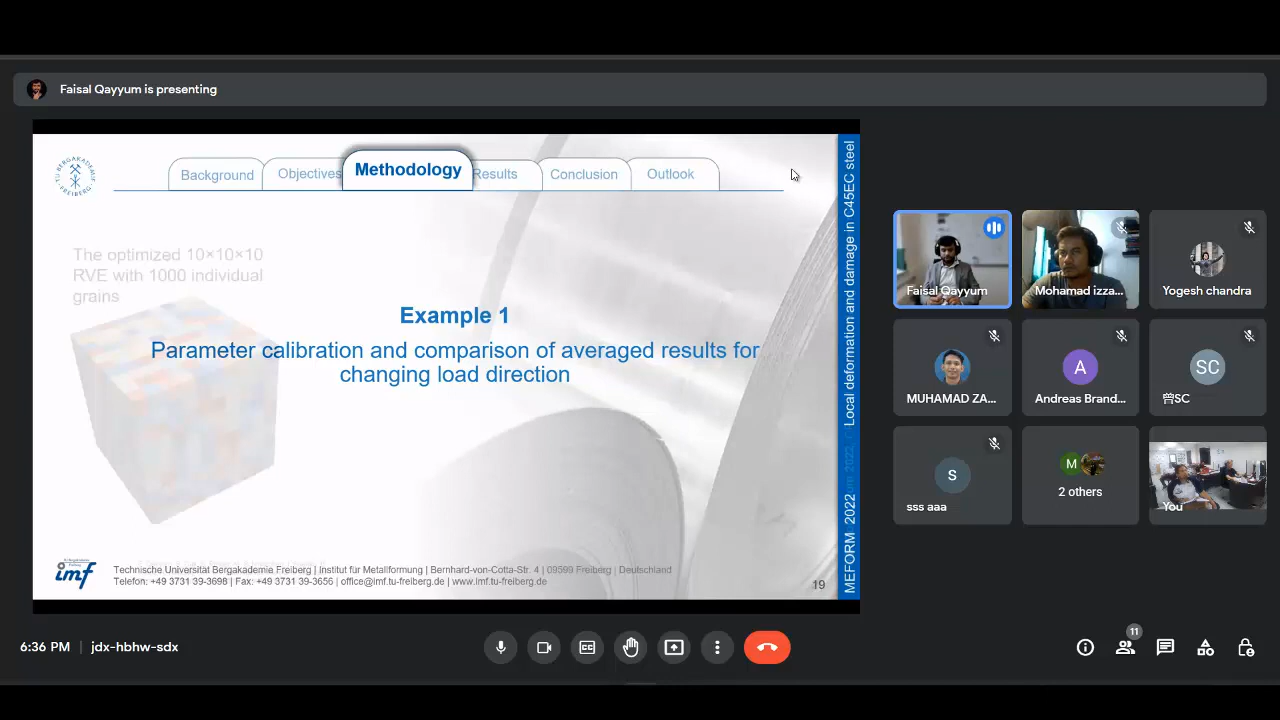 Faisal Qayyum is presenting
TU BERGAKADEMIE
FREIBERG
Background
Objectives
Methodology
Results
Conclusion
Outlook
The optimized 10×10×10
RVE with 1000 individual
grains
Example 1
Parameter calibration and comparison of averaged results for
changing load direction
imf
Technische Universität Bergakademie Freiberg | Institut für Metallformung | Bernhard-von-Cotta-Str. 4 | 09599 Freiberg | Deutschland
Telefon: +49 3731 39-3698 | Fax: +49 3731 39-3656 | office@imf.tu-freiberg.de | www.imf.tu-freiberg.de
19
MEFORM 2022
Local deformation and damage in C45EC steel
Faisal Qayyum
Mohamad izza...
Yogesh chandra
MUHAMAD ZA...
A
Andreas Brand...
SC
SC
S
sss aaa
M
2 others
You
6:36 PM | jdx-hbhw-sdx
CC
11